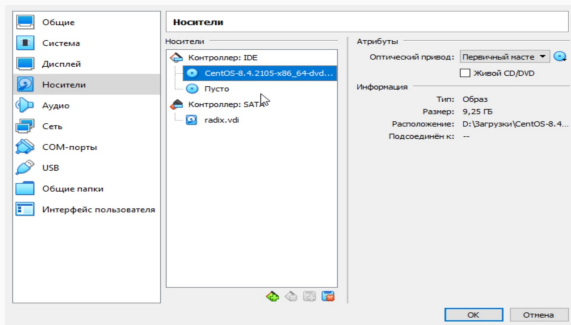 Общие
Система
Дисплей
Носители
Аудио
Сеть
COM-порты
USB
Общие папки
Интерфейс пользователя
Носители
Носители
Контроллер: IDE
CentOS-8.4.2105-x86_64-dvd...
Пусто
Контроллер: SATA
radix.vdi
Атрибуты
Оптический привод: Первичный масте
Живой CD/DVD
Информация
Тип: Образ
Размер: 9,25 ГБ
Расположение: D:\Загрузки\CentOS-8.4...
Подсоединён к: --
OK Отмена